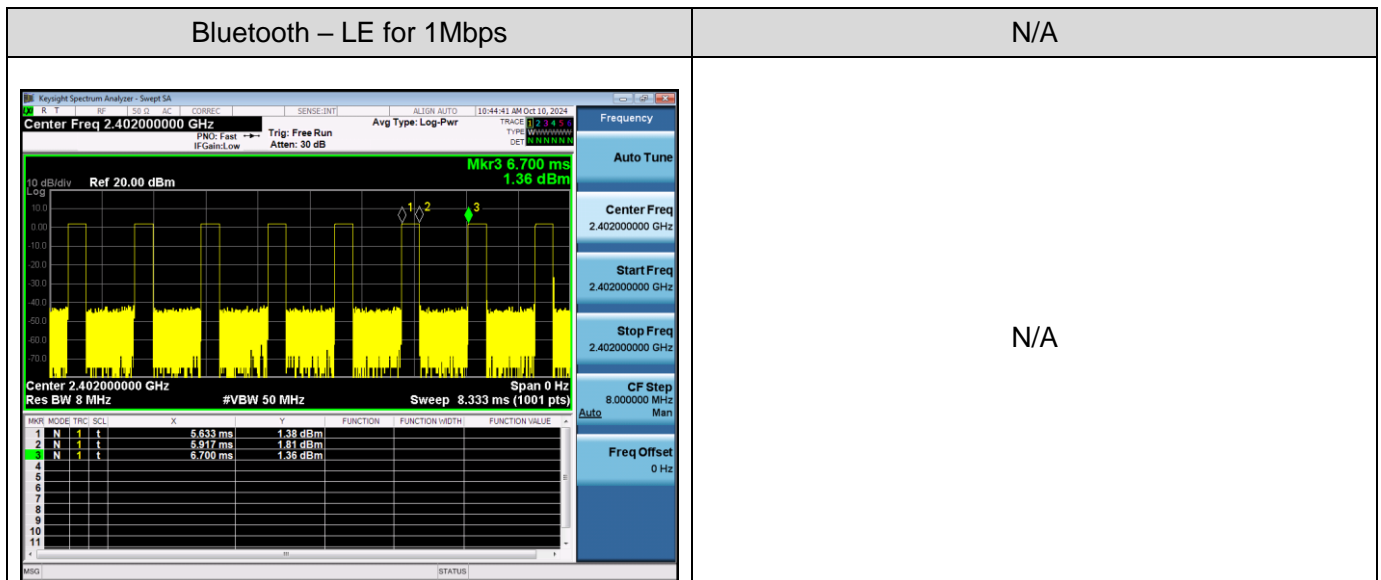 Bluetooth – LE for 1Mbps
N/A
Keysight Spectrum Analyzer - Swept SA
R T RF 50 Ω AC CORREC SENSE:INT ALIGN AUTO 10:44:41 AM Oct 10, 2024
Center Freq 2.402000000 GHz
PNO: Fast
IFGain:Low
Trig: Free Run
Atten: 30 dB
Avg Type: Log-Pwr
TRACE 1 2 3 4 5 6
TYPE WWWWWW
DET N N N N N N
Mkr3 6.700 ms
1.36 dBm
10 dB/div Ref 20.00 dBm
Log
10.0
0.00
-10.0
-20.0
-30.0
-40.0
-50.0
-60.0
-70.0
1 2 3
Center 2.402000000 GHz Span 0 Hz
Res BW 8 MHz #VBW 50 MHz Sweep 8.333 ms (1001 pts)
MKR MODE TRC SCL X Y FUNCTION FUNCTION WIDTH FUNCTION VALUE
1 N 1 t 5.633 ms 1.38 dBm
2 N 1 t 5.917 ms 1.81 dBm
3 N 1 t 6.700 ms 1.36 dBm
4
5
6
7
8
9
10
11
MSG STATUS
Frequency
Auto Tune
Center Freq
2.402000000 GHz
Start Freq
2.402000000 GHz
Stop Freq
2.402000000 GHz
CF Step
8.000000 MHz
Auto Man
Freq Offset
0 Hz
N/A